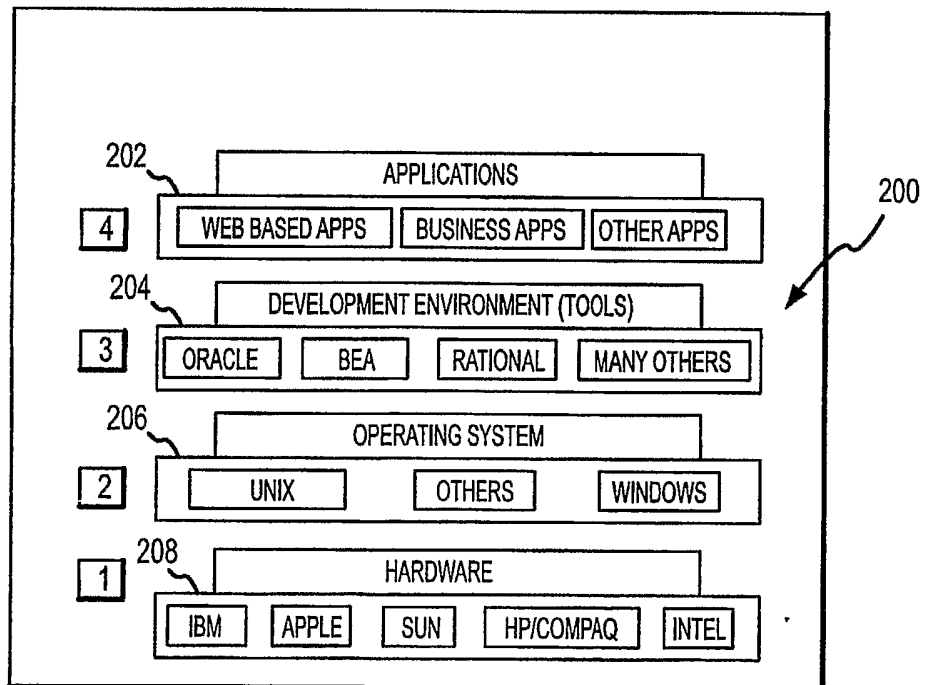 202
APPLICATIONS
200
4
WEB BASED APPS BUSINESS APPS OTHER APPS
204
DEVELOPMENT ENVIRONMENT (TOOLS)
3
ORACLE BEA RATIONAL MANY OTHERS
206
OPERATING SYSTEM
2
UNIX OTHERS WINDOWS
208
HARDWARE
1
IBM APPLE SUN HP/COMPAQ INTEL